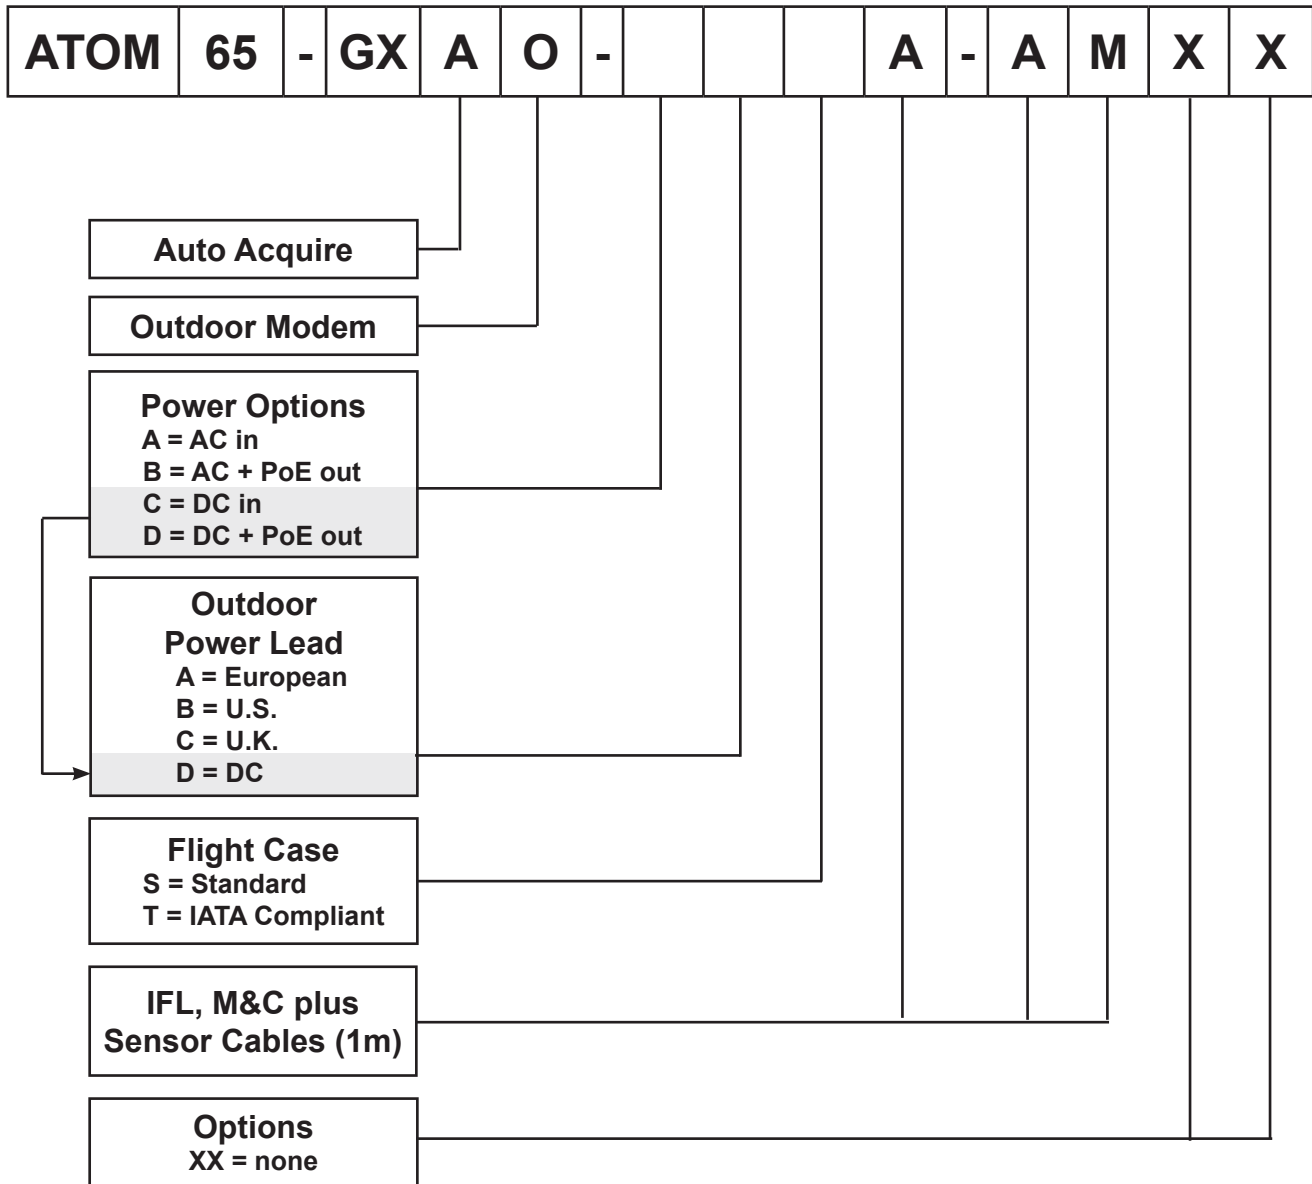 ATOM 65 - GX A O - A - A M X X
Auto Acquire
Outdoor Modem
Power Options
A = AC in
B = AC + PoE out
C = DC in
D = DC + PoE out
Outdoor
Power Lead
A = European
B = U.S.
C = U.K.
D = DC
Flight Case
S = Standard
T = IATA Compliant
IFL, M&C plus
Sensor Cables (1m)
Options
XX = none